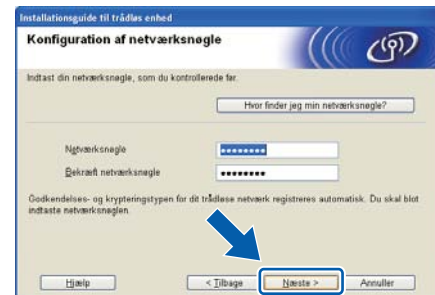 Installationsguide til trådløs enhed
Konfiguration af netværksnøgle
Indtast din netværksnøgle, som du kontrollerede før.
Hvor finder jeg min netværksnøgle?
Netværksnøgle
Bekræft netværksnøgle
Godkendelses- og krypteringstypen for dit trådløse netværk registreres automatisk. Du skal blot
indtaste netværksnøglen.
Hjælp < Tilbage Næste > Annuller